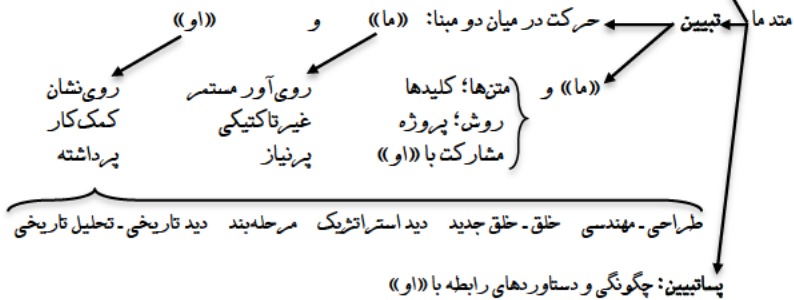 متد ما تبیین حرکت در میان دو مبنا: «ما» و «او»
«ما» و متن‌ها؛ کلیدها روی‌آور مستمر روی‌نشان
روش؛ پروژه غیرتاکتیکی کمک‌کار
مشارکت با «او» پرنیاز پرداشته
طراحی ـ مهندسی خلق ـ خلق جدید دید استراتژیک مرحله‌بند دید تاریخی ـ تحلیل تاریخی
پساتبیین: چگونگی و دستاوردهای رابطه با «او»